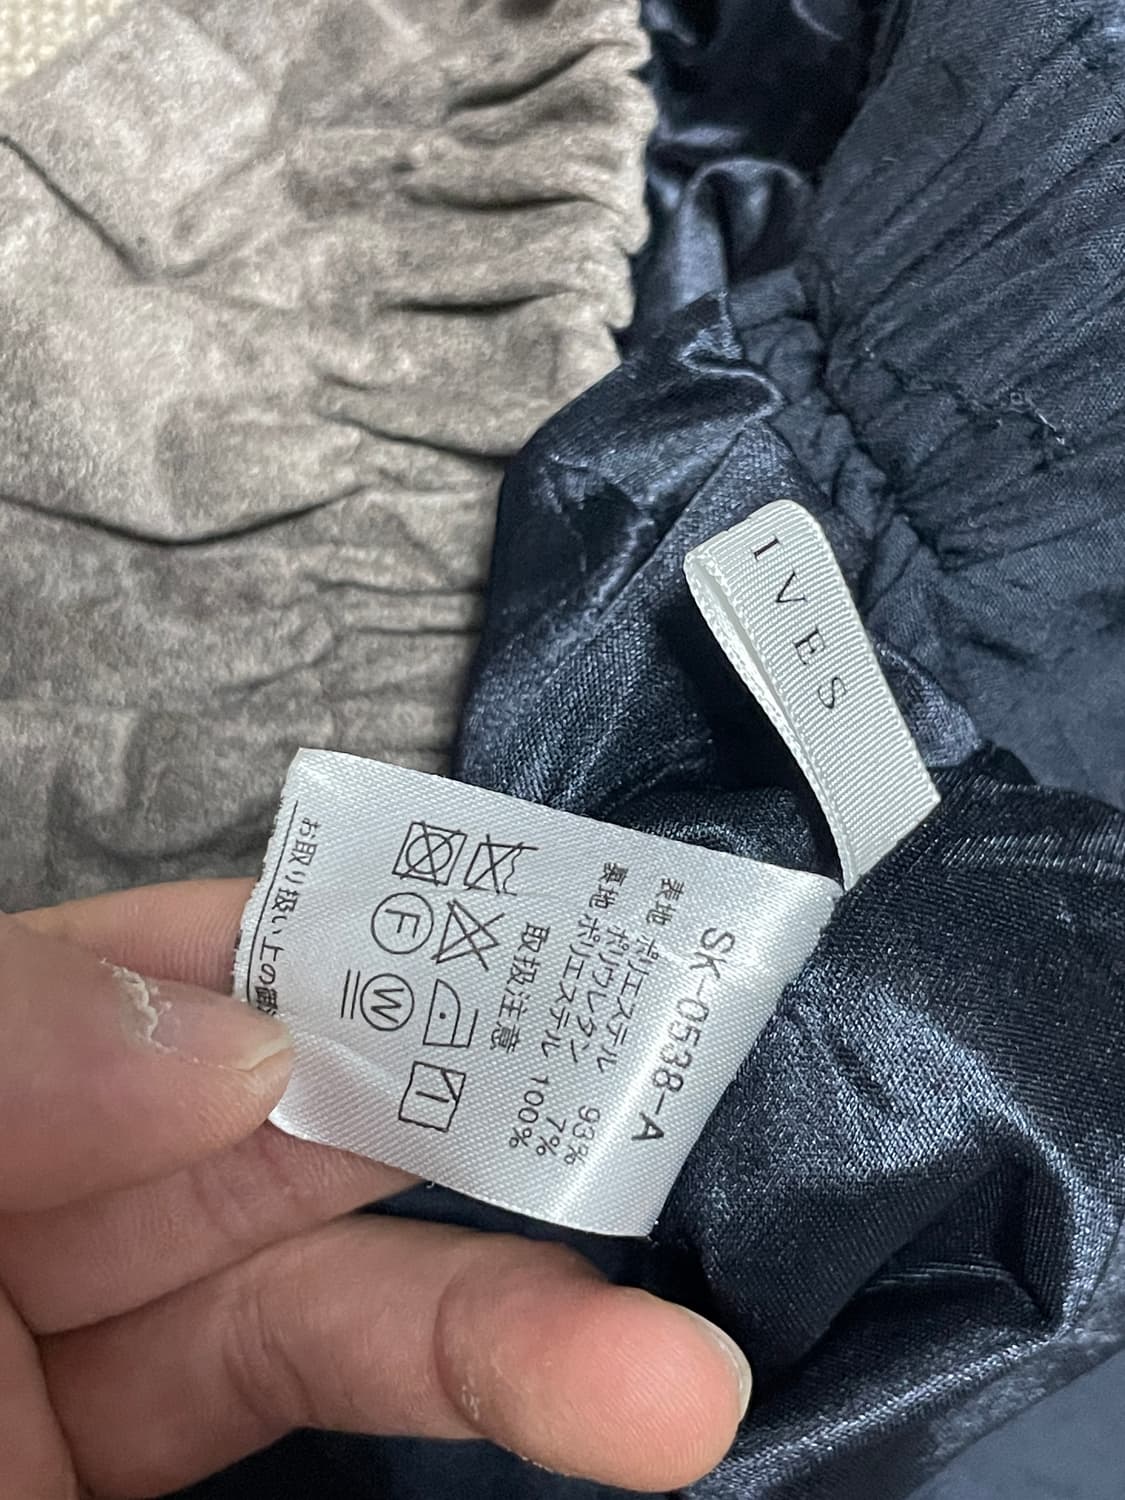 IVES
SK-0538-A
表地 ポリエステル 93%
ポリウレタン 7%
裏地 ポリエステル 100%
取扱注意
F
W
お取り扱い上の